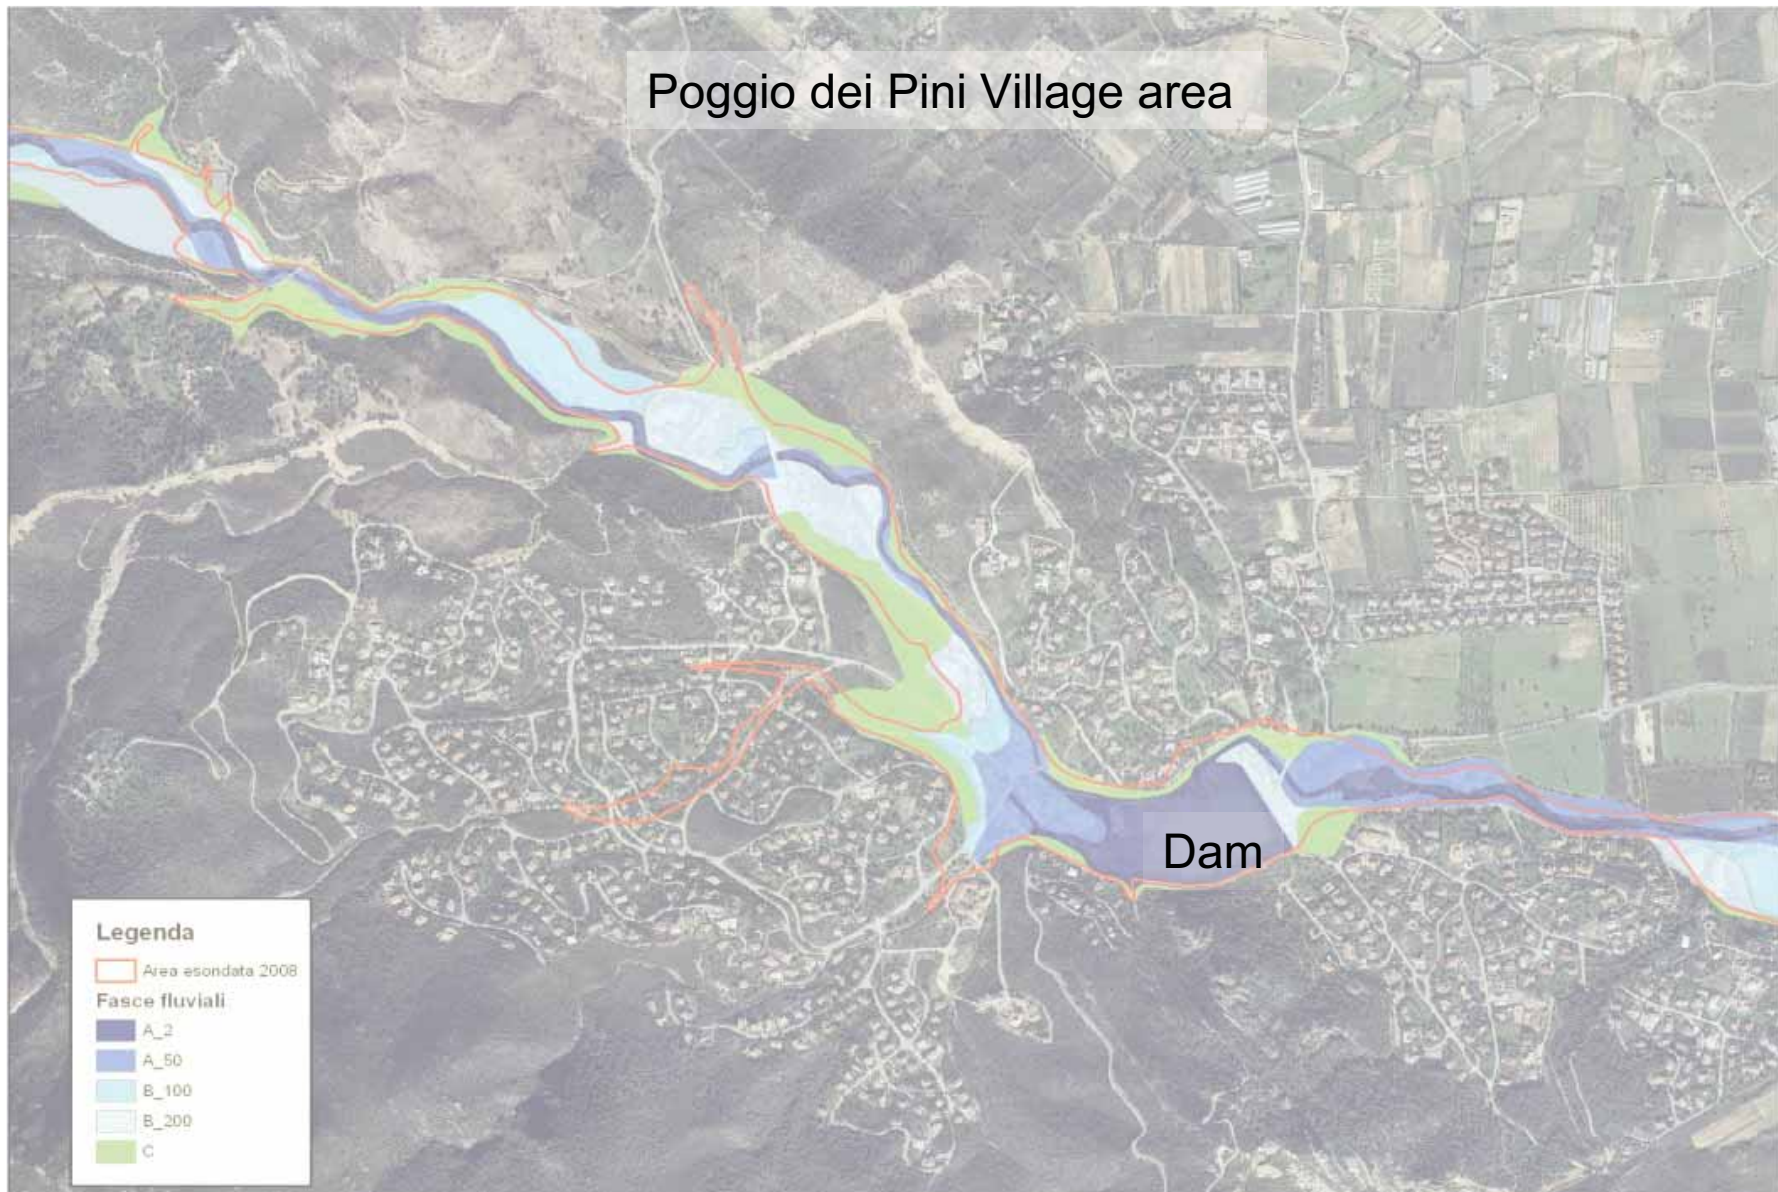 Poggio dei Pini Village area
Dam
Legenda
Area esondata 2008
Fasce fluviali
A_2
A_50
B_100
B_200
C